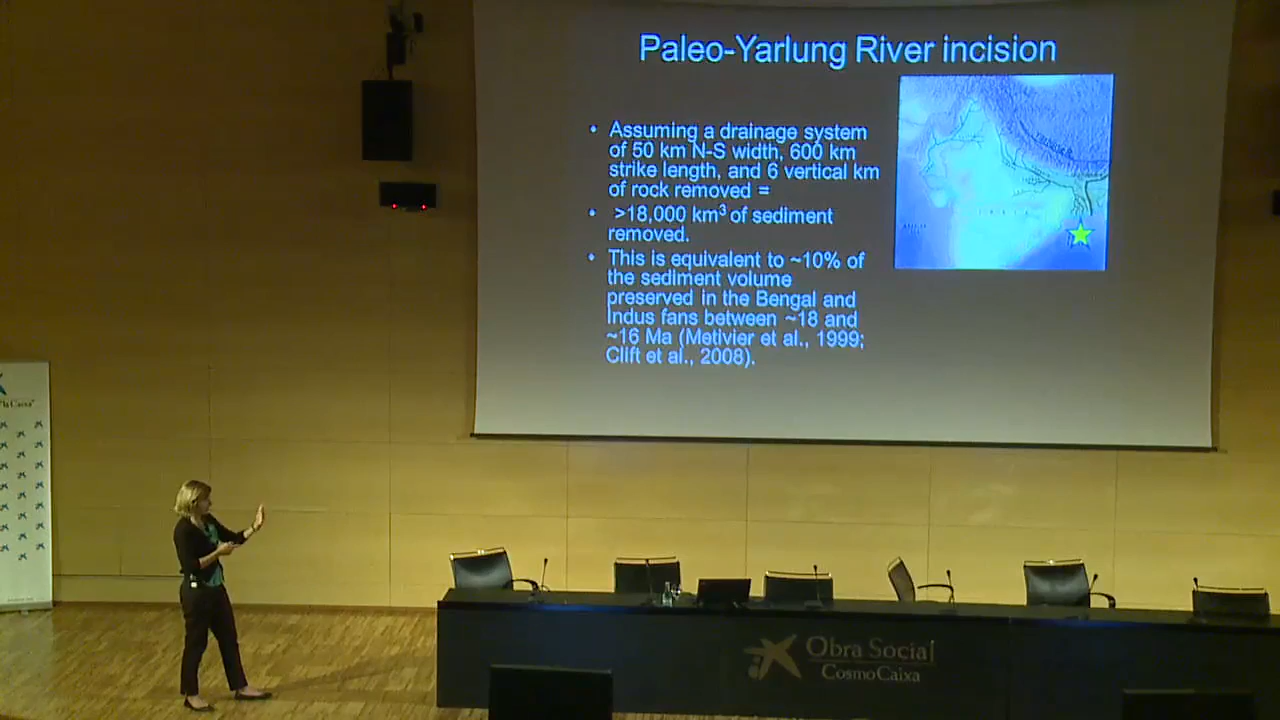 Paleo-Yarlung River incision
• Assuming a drainage system
of 50 km N-S width, 600 km
strike length, and 6 vertical km
of rock removed =
• >18,000 km³ of sediment
removed.
• This is equivalent to ~10% of
the sediment volume
preserved in the Bengal and
Indus fans between ~18 and
~16 Ma (Metivier et al., 1999;
Clift et al., 2008).
"la Caixa"
Obra Social
CosmoCaixa